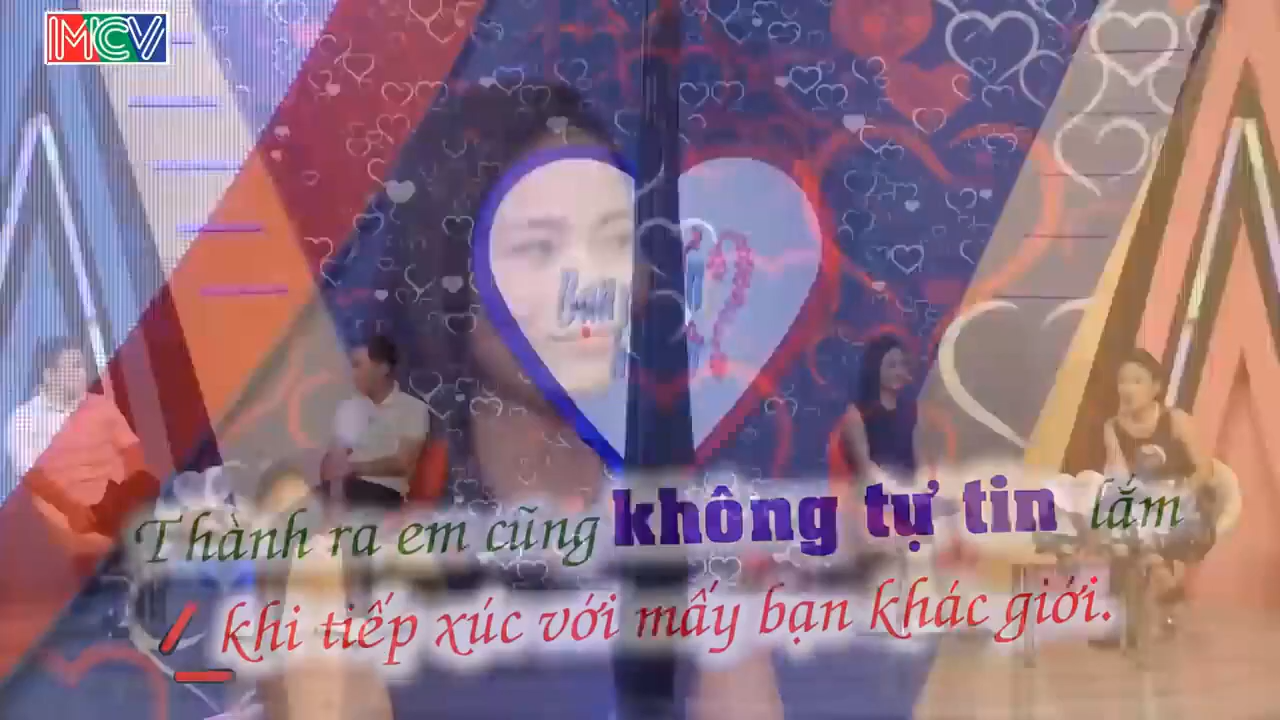 MCV
Thành ra em cũng không tự tin lắm
khi tiếp xúc với mấy bạn khác giới.